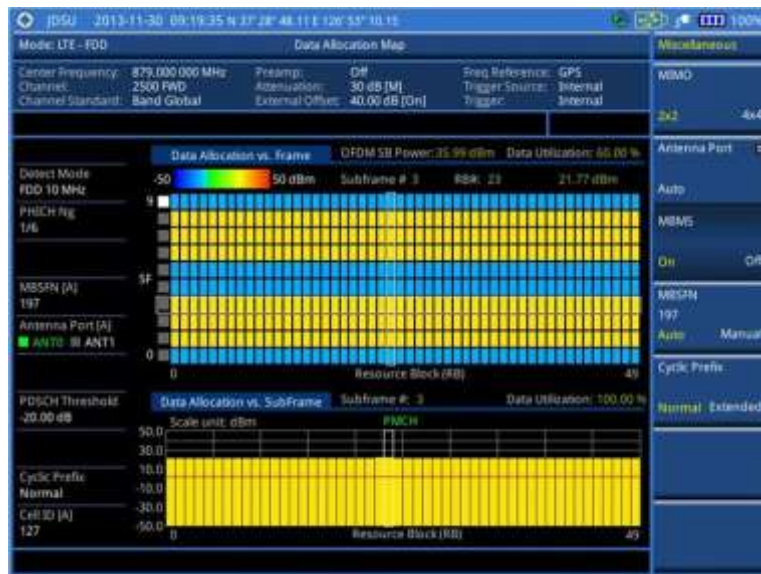 JDSU 2013-11-30 09:19:35 N 37° 28' 48.11 E 126° 53' 10.15 100%
Mode: LTE - FDD Data Allocation Map Miscellaneous
Center Frequency: 879.000 000 MHz Preamp: Off Freq Reference: GPS
Channel: 2500 FWD Attenuation: 30 dB [M] Trigger Source: Internal
Channel Standard: Band Global External Offset: 40.00 dB [On] Trigger: Internal
MIMO
2x2 4x4
Data Allocation vs. Frame OFDM SB Power: 35.99 dBm Data Utilization: 60.00 %
Antenna Port
Auto
Detect Mode
FDD 10 MHz
-50 50 dBm Subframe # 3 RB#: 23 21.77 dBm
9
PHICH Ng
1/6
MBMS
On Off
SF
MBSFN [A]
197
MBSFN
197
Auto Manual
Antenna Port [A]
ANT0 ANT1
0
0 Resource Block (RB) 49
Cyclic Prefix
Normal Extended
PDSCH Threshold
-20.00 dB
Data Allocation vs. SubFrame Subframe #: 3 Data Utilization: 100.00 %
Scale unit: dBm PMCH
50.0
30.0
10.0
-10.0
-30.0
-50.0
Cyclic Prefix
Normal
Cell ID [A]
127
0 Resource Block (RB) 49